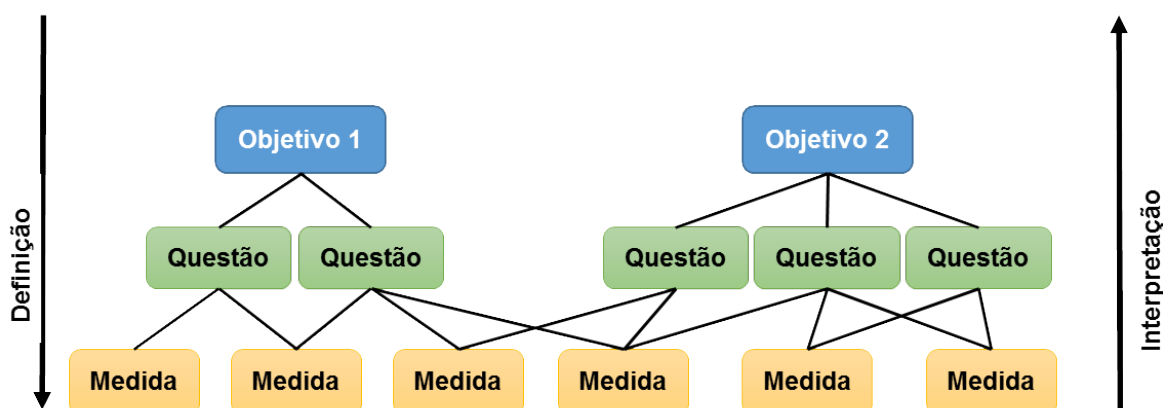 Objetivo 1
Objetivo 2
Definição
Interpretação
Questão
Questão
Questão
Questão
Questão
Medida
Medida
Medida
Medida
Medida
Medida